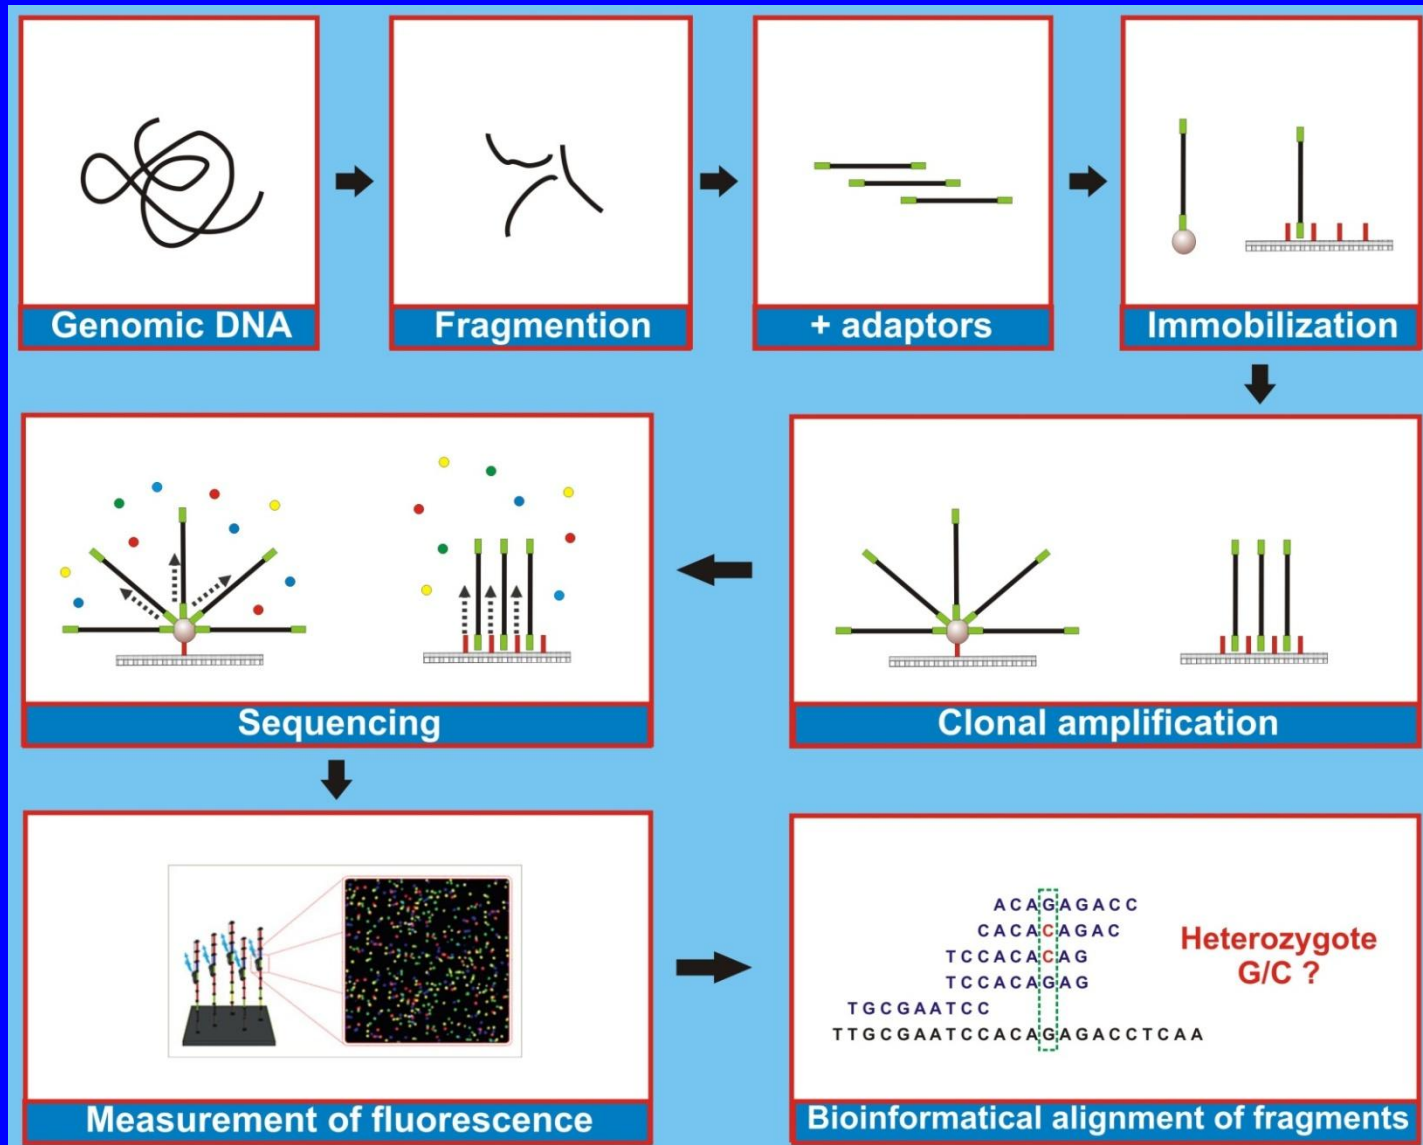 Genomic DNA
Fragmention
+ adaptors
Immobilization
Sequencing
Clonal amplification
Measurement of fluorescence
ACAGAGACC
CACACAGAC
TCCACACAG
TCCACAGAG
TGCGAATCC
TTGCGAATCCACAGAGACCTCAA
Heterozygote
G/C ?
Bioinformatical alignment of fragments